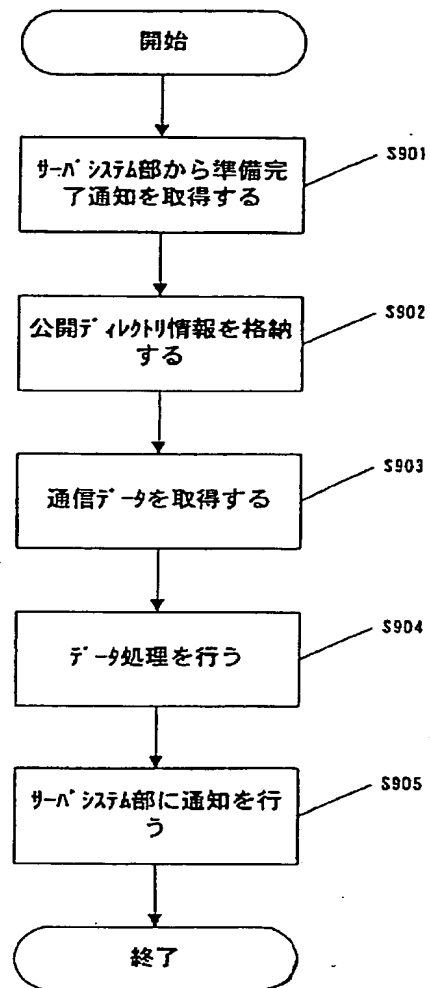 開始
サーバシステム部から準備完
了通知を取得する
S901
公開ディレクトリ情報を格納
する
S902
通信データを取得する
S903
データ処理を行う
S904
サーバシステム部に通知を行
う
S905
終了